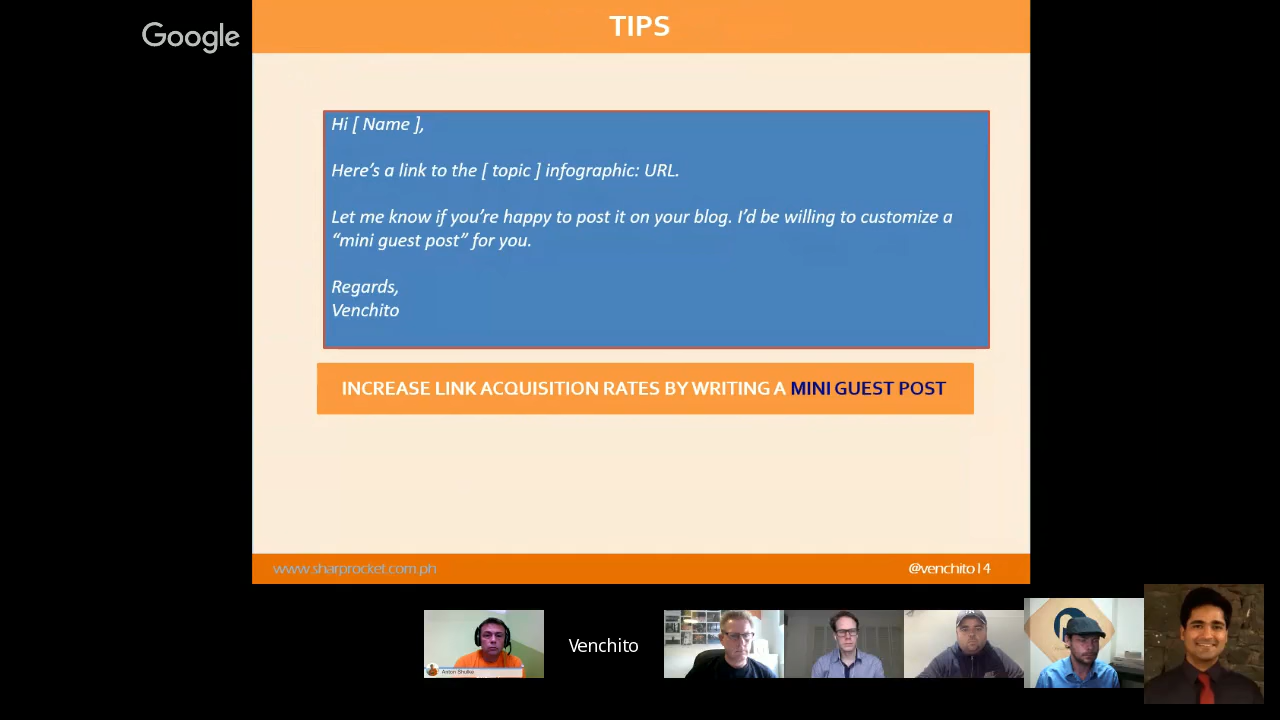 Google
TIPS
Hi [ Name ],
Here’s a link to the [ topic ] infographic: URL.
Let me know if you’re happy to post it on your blog. I’d be willing to customize a
“mini guest post” for you.
Regards,
Venchito
INCREASE LINK ACQUISITION RATES BY WRITING A MINI GUEST POST
www.sharprocket.com.ph
@venchito14
Anton Shulke
Venchito